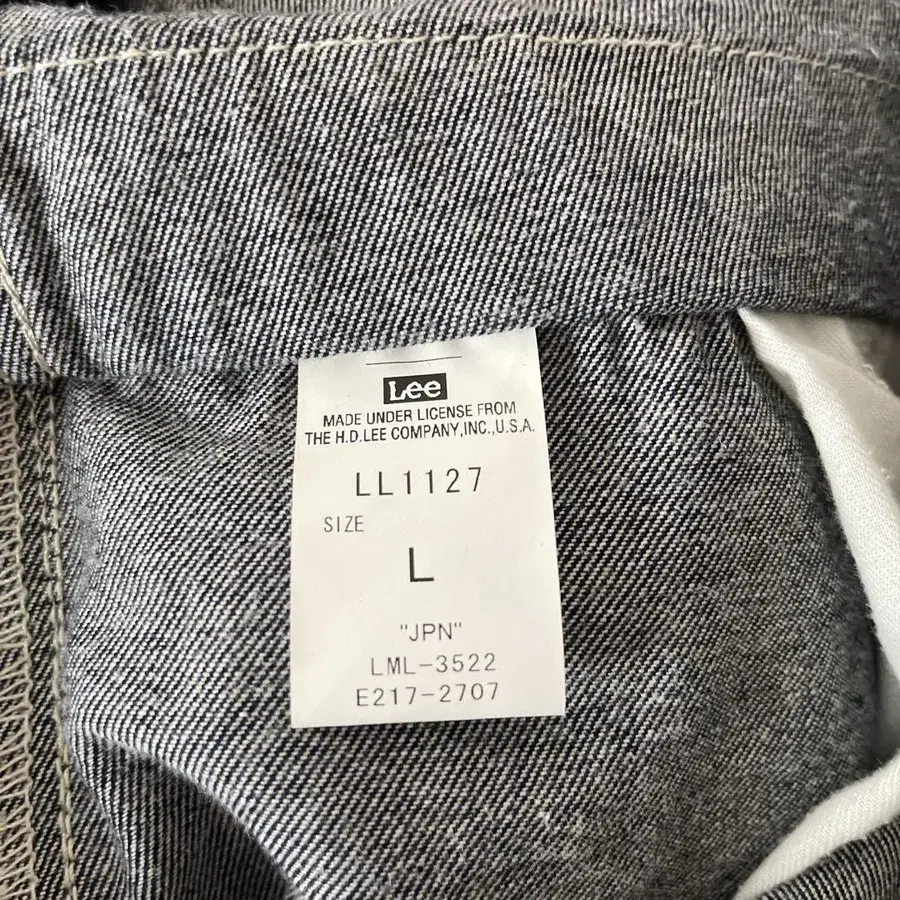 Lee
MADE UNDER LICENSE FROM
THE H.D.LEE COMPANY,INC.,U.S.A.
LL1127
SIZE
L
"JPN"
LML-3522
E217-2707